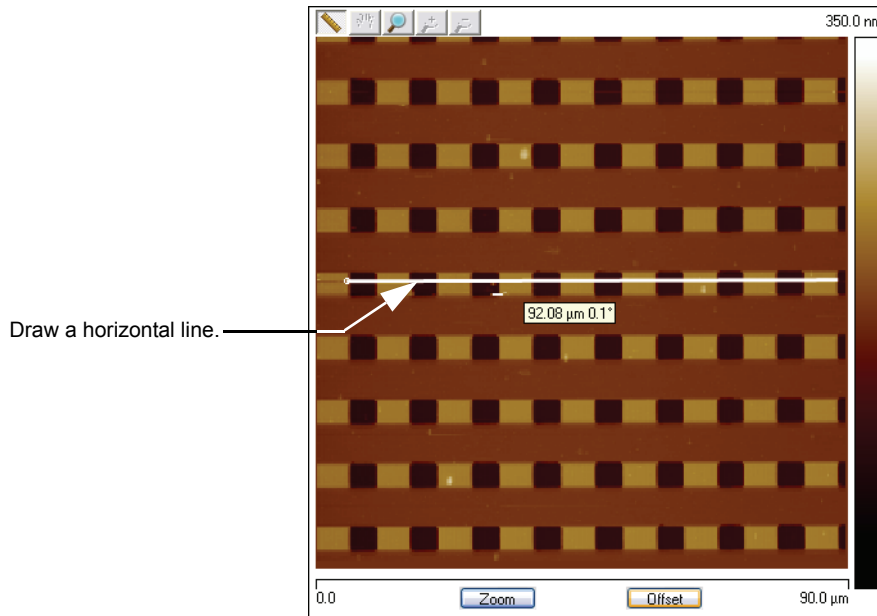 350.0 nm
Draw a horizontal line.
92.08 µm 0.1°
0.0
Zoom
Offset
90.0 µm